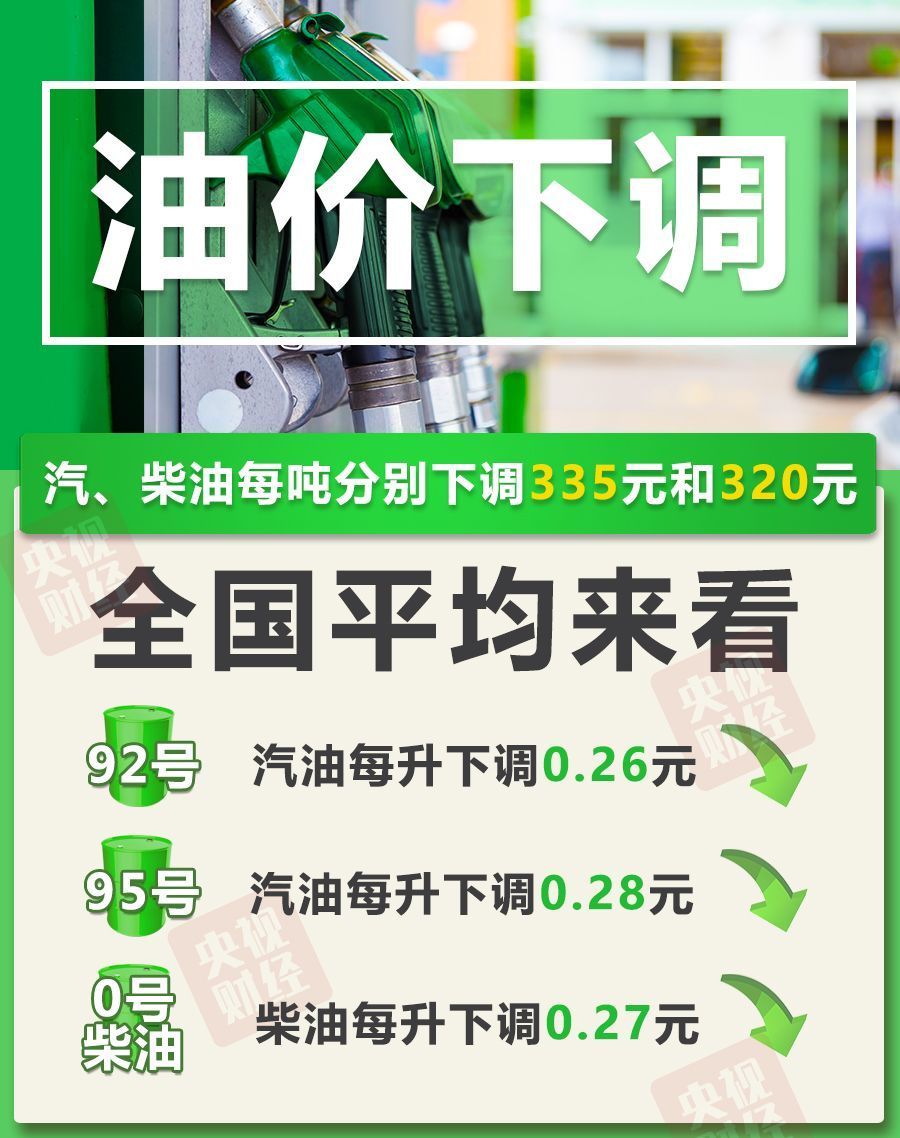 油价下调
汽、柴油每吨分别下调335元和320元
全国平均来看
92号 汽油每升下调0.26元
95号 汽油每升下调0.28元
0号
柴油 柴油每升下调0.27元
央视
财经
央视
财经
央视
财经
央视
财经